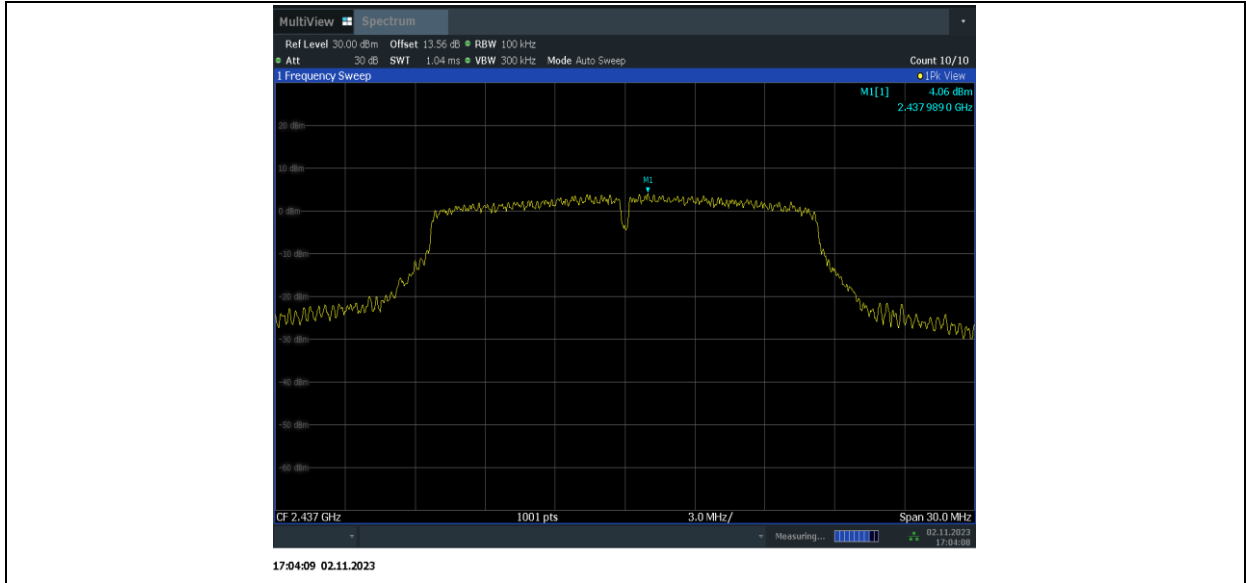 MultiView Spectrum
Ref Level 30.00 dBm Offset 13.56 dB RBW 100 kHz
Att 30 dB SWT 1.04 ms VBW 300 kHz Mode Auto Sweep Count 10/10
1 Frequency Sweep 1Pk View
M1[1] 4.06 dBm
2.437 989 0 GHz
20 dBm
10 dBm
M1
0 dBm
-10 dBm
-20 dBm
-30 dBm
-40 dBm
-50 dBm
-60 dBm
CF 2.437 GHz 1001 pts 3.0 MHz/ Span 30.0 MHz
Measuring... 02.11.2023
17:04:08
17:04:09 02.11.2023